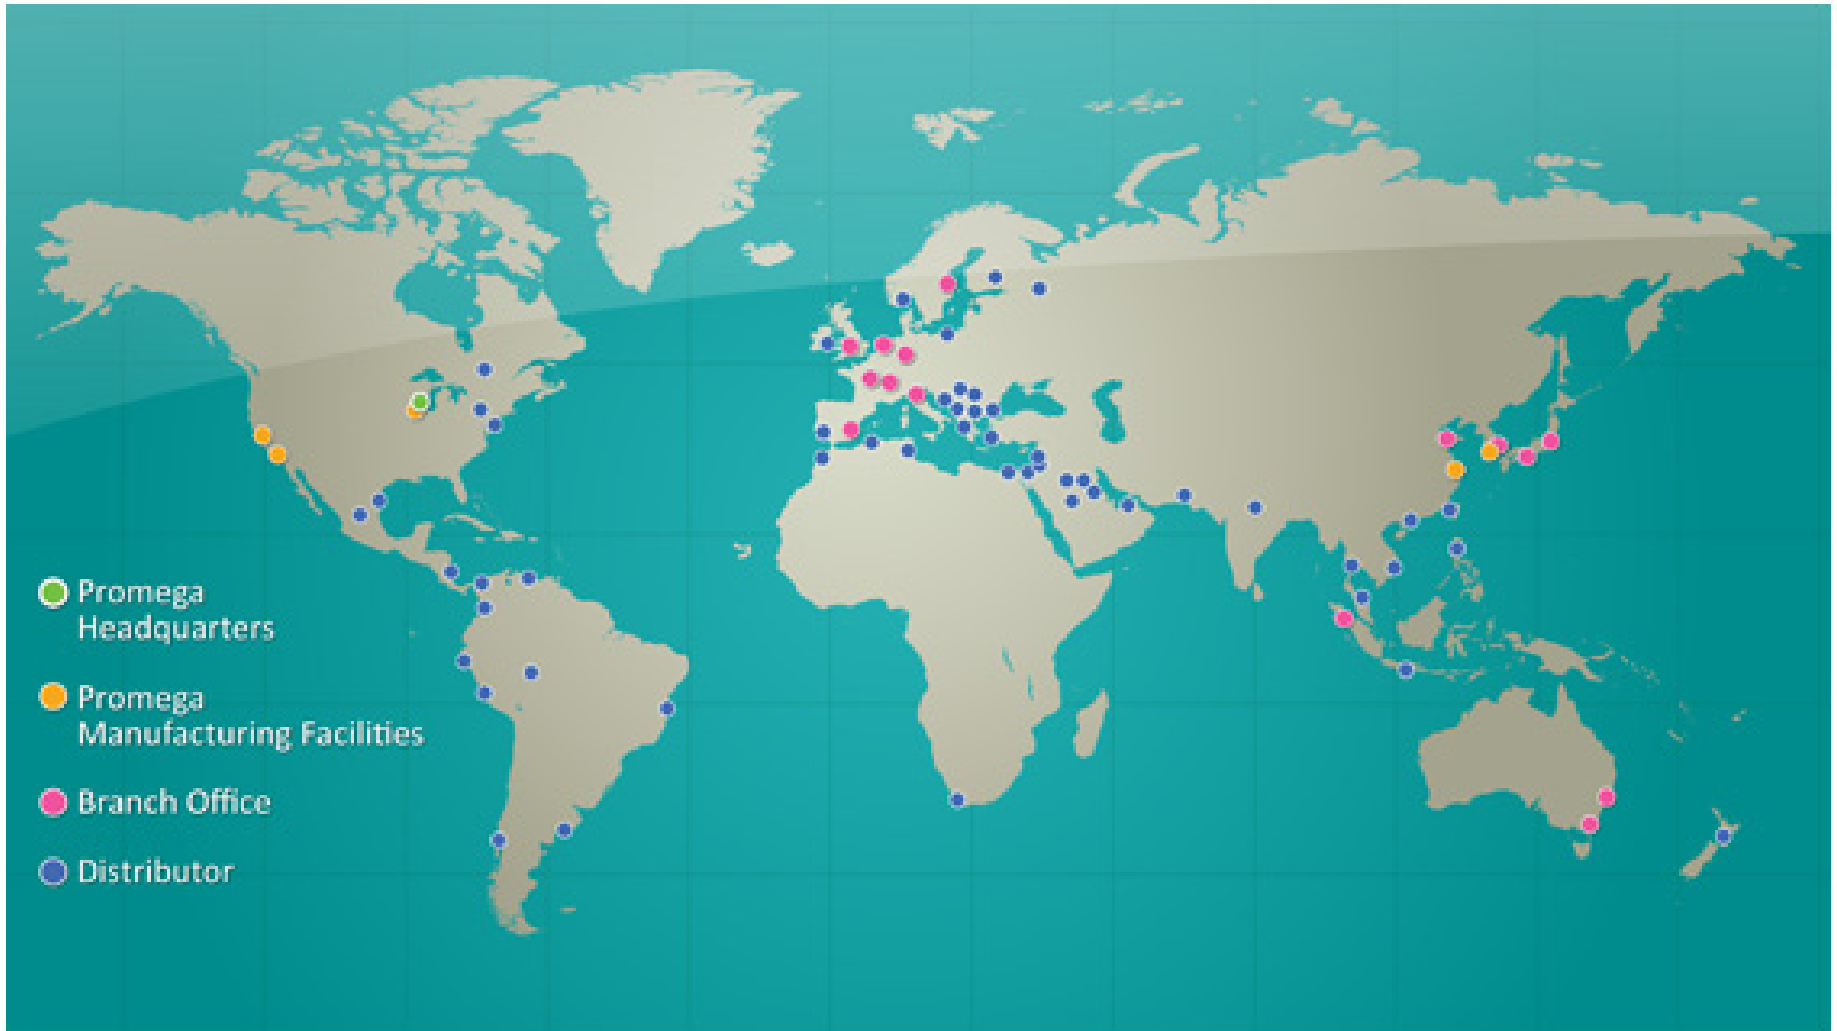 Promega
Headquarters
Promega
Manufacturing Facilities
Branch Office
Distributor